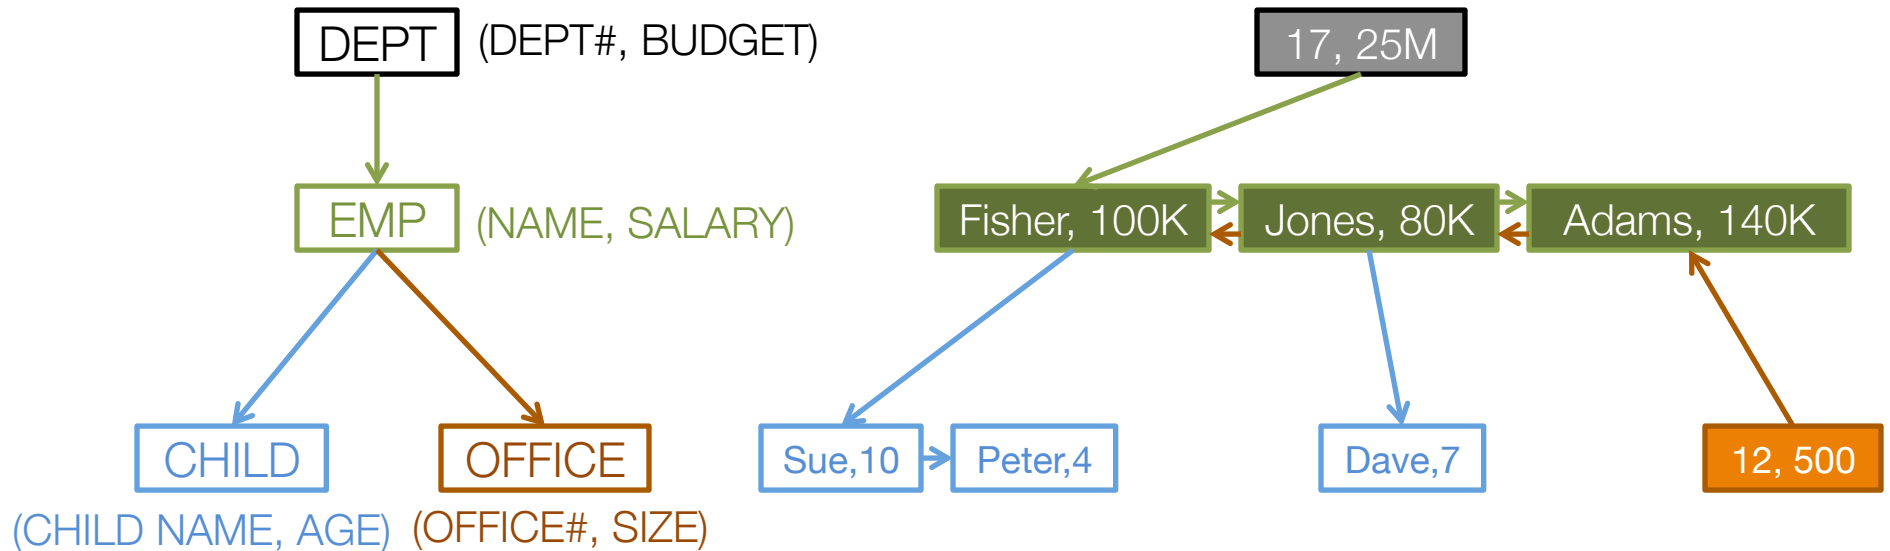 DEPT (DEPT#, BUDGET) 17, 25M
EMP (NAME, SALARY) Fisher, 100K Jones, 80K Adams, 140K
CHILD OFFICE Sue,10 Peter,4 Dave,7 12, 500
(CHILD NAME, AGE) (OFFICE#, SIZE)